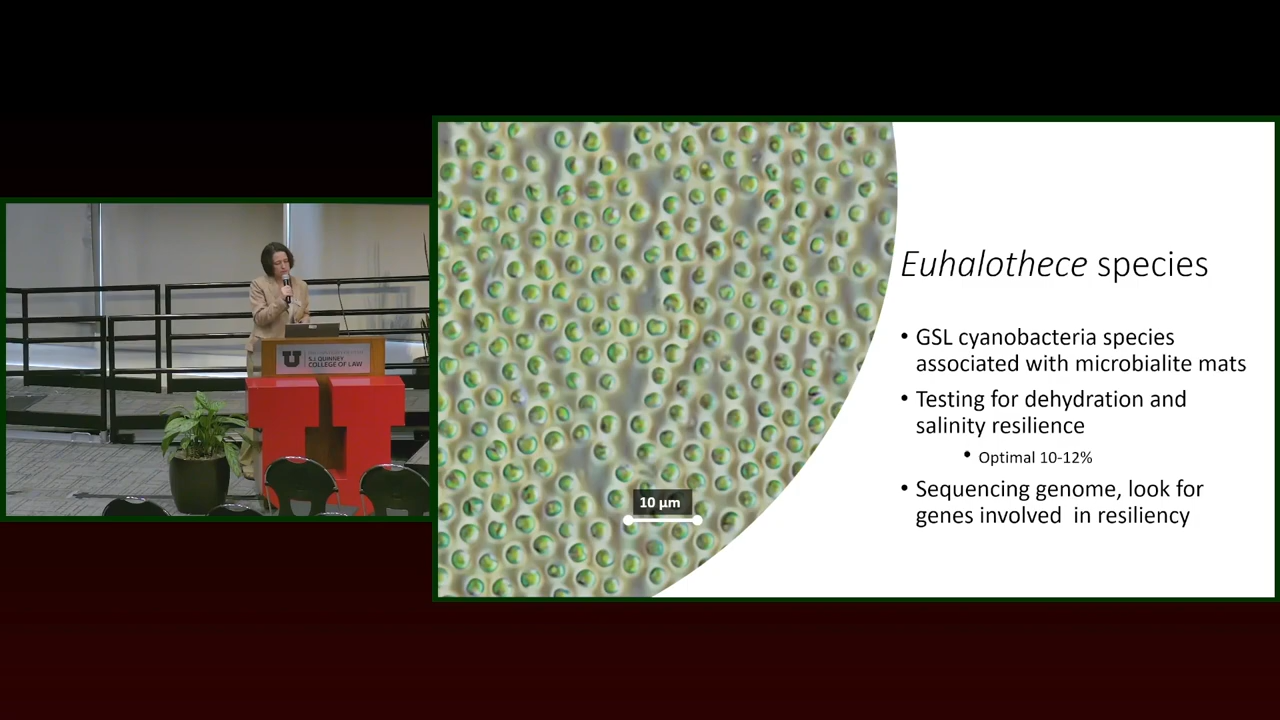 Euhalothece species
• GSL cyanobacteria species
associated with microbialite mats
• Testing for dehydration and
salinity resilience
• Optimal 10-12%
• Sequencing genome, look for
genes involved in resiliency
10 µm
U
S.J. QUINNEY
COLLEGE OF LAW